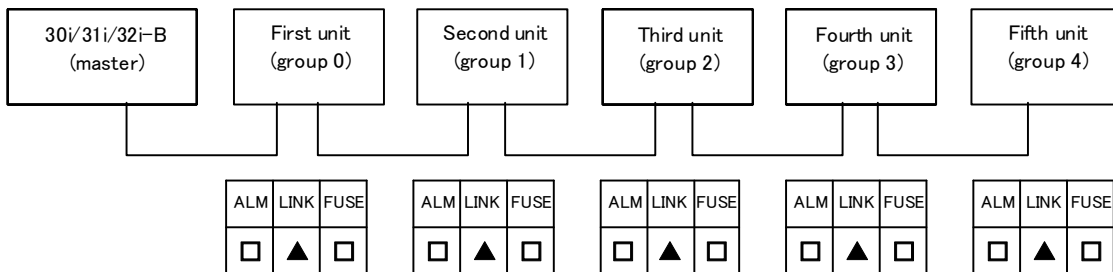 30i/31i/32i-B
(master)
First unit
(group 0)
Second unit
(group 1)
Third unit
(group 2)
Fourth unit
(group 3)
Fifth unit
(group 4)
ALM LINK FUSE
ALM LINK FUSE
ALM LINK FUSE
ALM LINK FUSE
ALM LINK FUSE